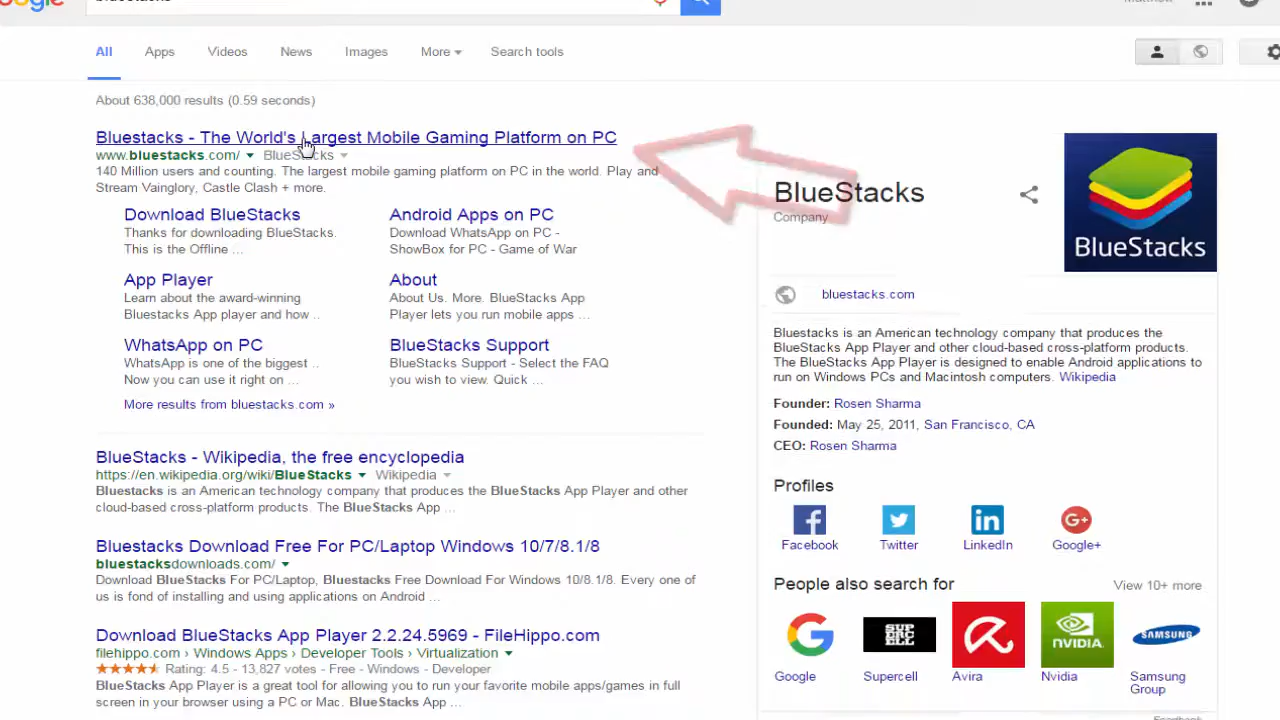 All Apps Videos News Images More Search tools
About 638,000 results (0.59 seconds)
Bluestacks - The World's Largest Mobile Gaming Platform on PC
www.bluestacks.com/ BlueStacks
140 Million users and counting. The largest mobile gaming platform on PC in the world. Play and
Stream Vainglory, Castle Clash + more.
Download BlueStacks
Thanks for downloading BlueStacks.
This is the Offline ...
Android Apps on PC
Download WhatsApp on PC -
ShowBox for PC - Game of War
App Player
Learn about the award-winning
Bluestacks App player and how ..
About
About Us. More. BlueStacks App
Player lets you run mobile apps ...
WhatsApp on PC
WhatsApp is one of the biggest ..
Now you can use it right on ...
BlueStacks Support
BlueStacks Support - Select the FAQ
you wish to view. Quick ...
More results from bluestacks.com »
BlueStacks - Wikipedia, the free encyclopedia
https://en.wikipedia.org/wiki/BlueStacks Wikipedia
Bluestacks is an American technology company that produces the BlueStacks App Player and other
cloud-based cross-platform products. The BlueStacks App ...
Bluestacks Download Free For PC/Laptop Windows 10/7/8.1/8
bluestacksdownloads.com/
Download BlueStacks For PC/Laptop, Bluestacks Free Download For Windows 10/8.1/8. Every one of
us is fond of installing and using applications on Android ...
Download BlueStacks App Player 2.2.24.5969 - FileHippo.com
filehippo.com › Windows Apps › Developer Tools › Virtualization
Rating: 4.5 - 13,827 votes - Free - Windows - Developer
BlueStacks App Player is a great tool for allowing you to run your favorite mobile apps/games in full
screen in your browser using a PC or Mac. BlueStacks App ...
BlueStacks
Company
BlueStacks
bluestacks.com
Bluestacks is an American technology company that produces the
BlueStacks App Player and other cloud-based cross-platform products.
The BlueStacks App Player is designed to enable Android applications to
run on Windows PCs and Macintosh computers. Wikipedia
Founder: Rosen Sharma
Founded: May 25, 2011, San Francisco, CA
CEO: Rosen Sharma
Profiles
Facebook Twitter LinkedIn Google+
People also search for View 10+ more
SUPERCELL NVIDIA SAMSUNG
Google Supercell Avira Nvidia Samsung
Group